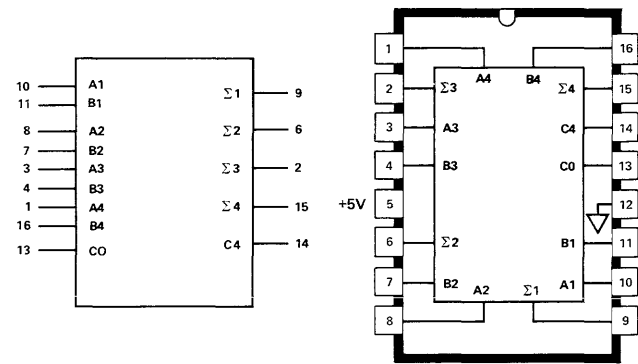 10 A1 Σ1 9
11 B1
8 A2 Σ2 6
7 B2
3 A3 Σ3 2
4 B3
1 A4 Σ4 15
16 B4
13 CO C4 14
1 A4 B4 16
2 Σ3 Σ4 15
3 A3 C4 14
4 B3 C0 13
+5V 5 12
6 Σ2 B1 11
7 B2 A1 10
8 A2 Σ1 9